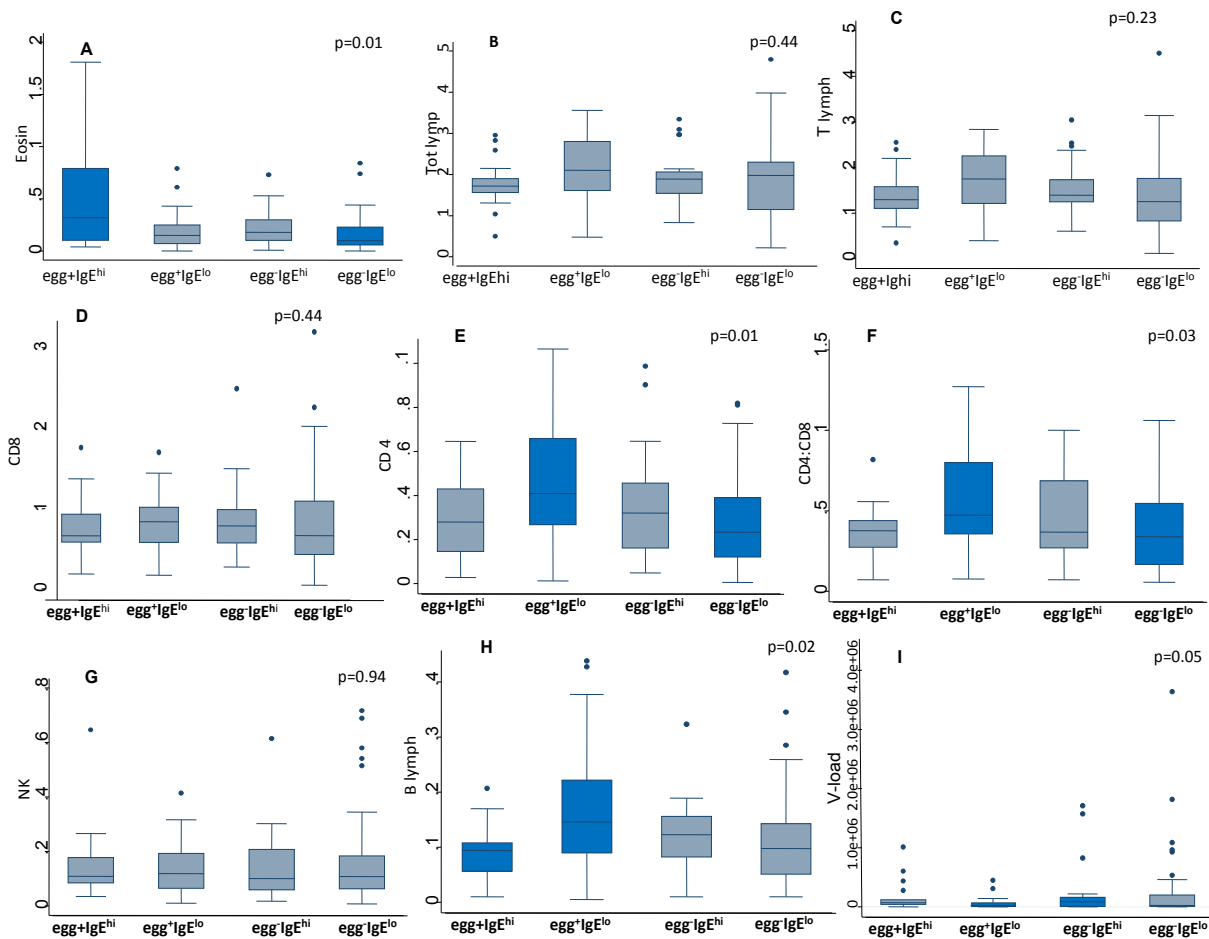 A
p=0.01
Eosin
2
1.5
1
.5
0
egg+IgEhi egg+IgElo egg-IgEhi egg-IgElo
B
p=0.44
Tot lymp
5
4
3
2
1
0
egg+IgEhi egg+IgElo egg-IgEhi egg-IgElo
C
p=0.23
T lymph
5
4
3
2
1
0
egg+Ighi egg+IgElo egg-IgEhi egg-IgElo
D
p=0.44
CD8
3
2
1
0
egg+IgEhi egg+IgElo egg-IgEhi egg-IgElo
E
p=0.01
CD 4
.1
.8
.6
.4
.2
0
egg+IgEhi egg+IgElo egg-IgEhi egg-IgElo
F
p=0.03
CD4:CD8
1.5
1
.5
0
egg+IgEhi egg+IgElo egg-IgEhi egg-IgElo
G
p=0.94
NK
.8
.6
.4
.2
0
egg+IgEhi egg+IgElo egg-IgEhi egg-IgElo
H
p=0.02
B lymph
.4
.3
.2
.1
0
egg+IgEhi egg+IgElo egg-IgEhi egg-IgElo
I
p=0.05
V-load
4.0e+06
3.0e+06
2.0e+06
1.0e+06
0
egg+IgEhi egg+IgElo egg-IgEhi egg-IgElo